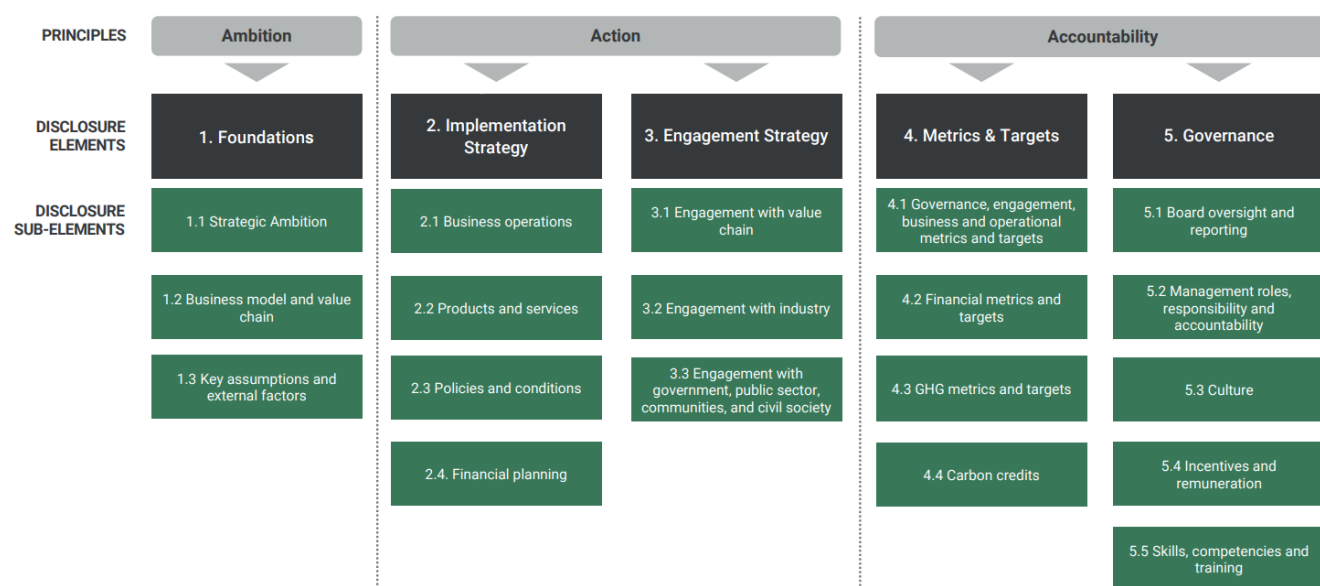 PRINCIPLES
Ambition
Action
Accountability
DISCLOSURE
ELEMENTS
1. Foundations
2. Implementation
Strategy
3. Engagement Strategy
4. Metrics & Targets
5. Governance
DISCLOSURE
SUB-ELEMENTS
1.1 Strategic Ambition
2.1 Business operations
3.1 Engagement with value
chain
4.1 Governance, engagement,
business and operational
metrics and targets
5.1 Board oversight and
reporting
1.2 Business model and value
chain
2.2 Products and services
3.2 Engagement with industry
4.2 Financial metrics and
targets
5.2 Management roles,
responsibility and
accountability
1.3 Key assumptions and
external factors
2.3 Policies and conditions
3.3 Engagement with
government, public sector,
communities, and civil society
4.3 GHG metrics and targets
5.3 Culture
2.4. Financial planning
4.4 Carbon credits
5.4 Incentives and
remuneration
5.5 Skills, competencies and
training